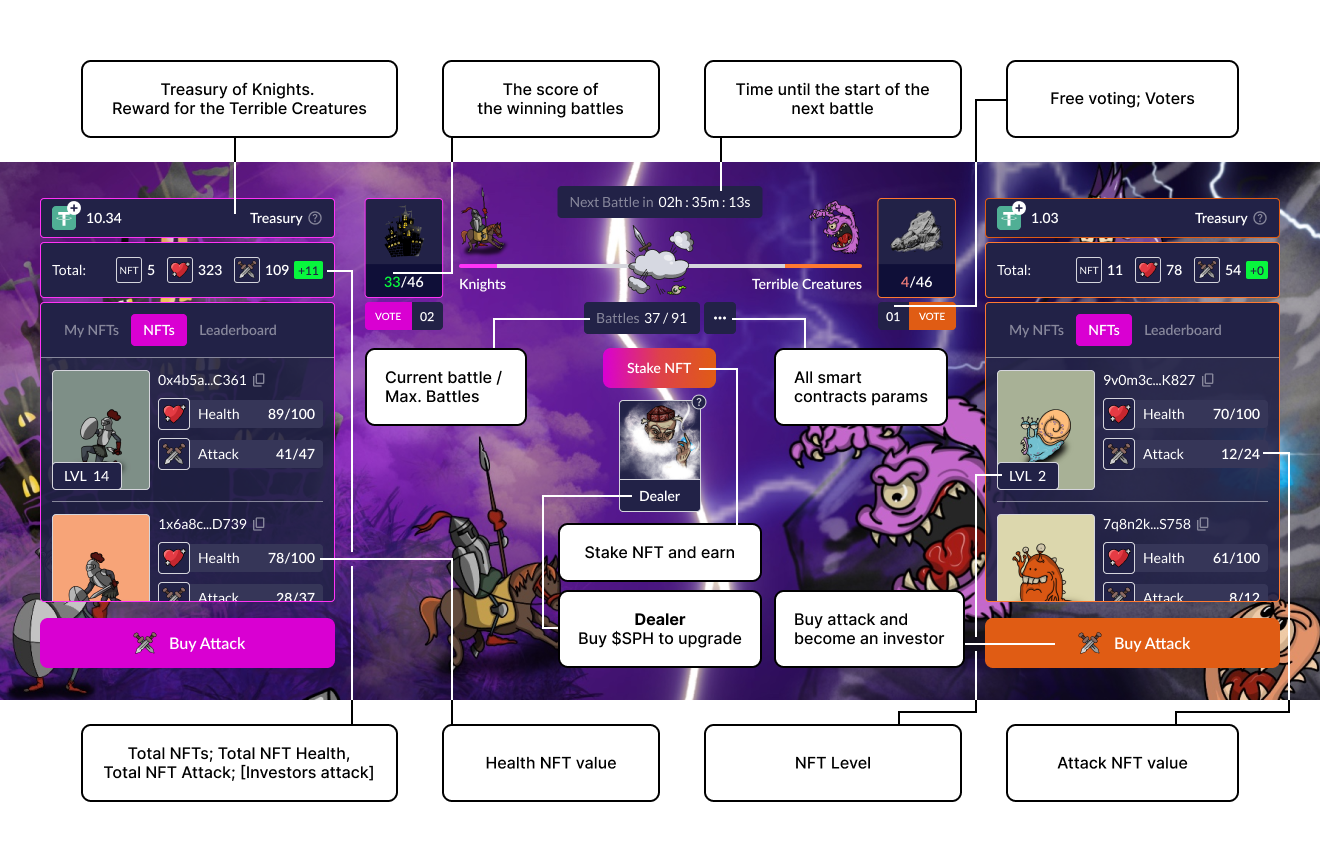 Treasury of Knights.
Reward for the Terrible Creatures
The score of
the winning battles
Time until the start of the
next battle
Free voting; Voters
10.34
Treasury
?
Total:
NFT
5
323
109
+11
My NFTs
NFTs
Leaderboard
0x4b5a...C361
Health
89/100
Attack
41/47
LVL 14
1x6a8c...D739
Health
78/100
Attack
28/37
Buy Attack
33/46
VOTE
02
Knights
Next Battle in 02h : 35m : 13s
Terrible Creatures
4/46
01
VOTE
Battles 37 / 91
...
Current battle /
Max. Battles
Stake NFT
All smart
contracts params
?
Dealer
Stake NFT and earn
Dealer
Buy $SPH to upgrade
Buy attack and
become an investor
1.03
Treasury
?
Total:
NFT
11
78
54
+0
My NFTs
NFTs
Leaderboard
9v0m3c...K827
Health
70/100
Attack
12/24
LVL 2
7q8n2k...S758
Health
61/100
Attack
8/12
Buy Attack
Total NFTs; Total NFT Health,
Total NFT Attack; [Investors attack]
Health NFT value
NFT Level
Attack NFT value